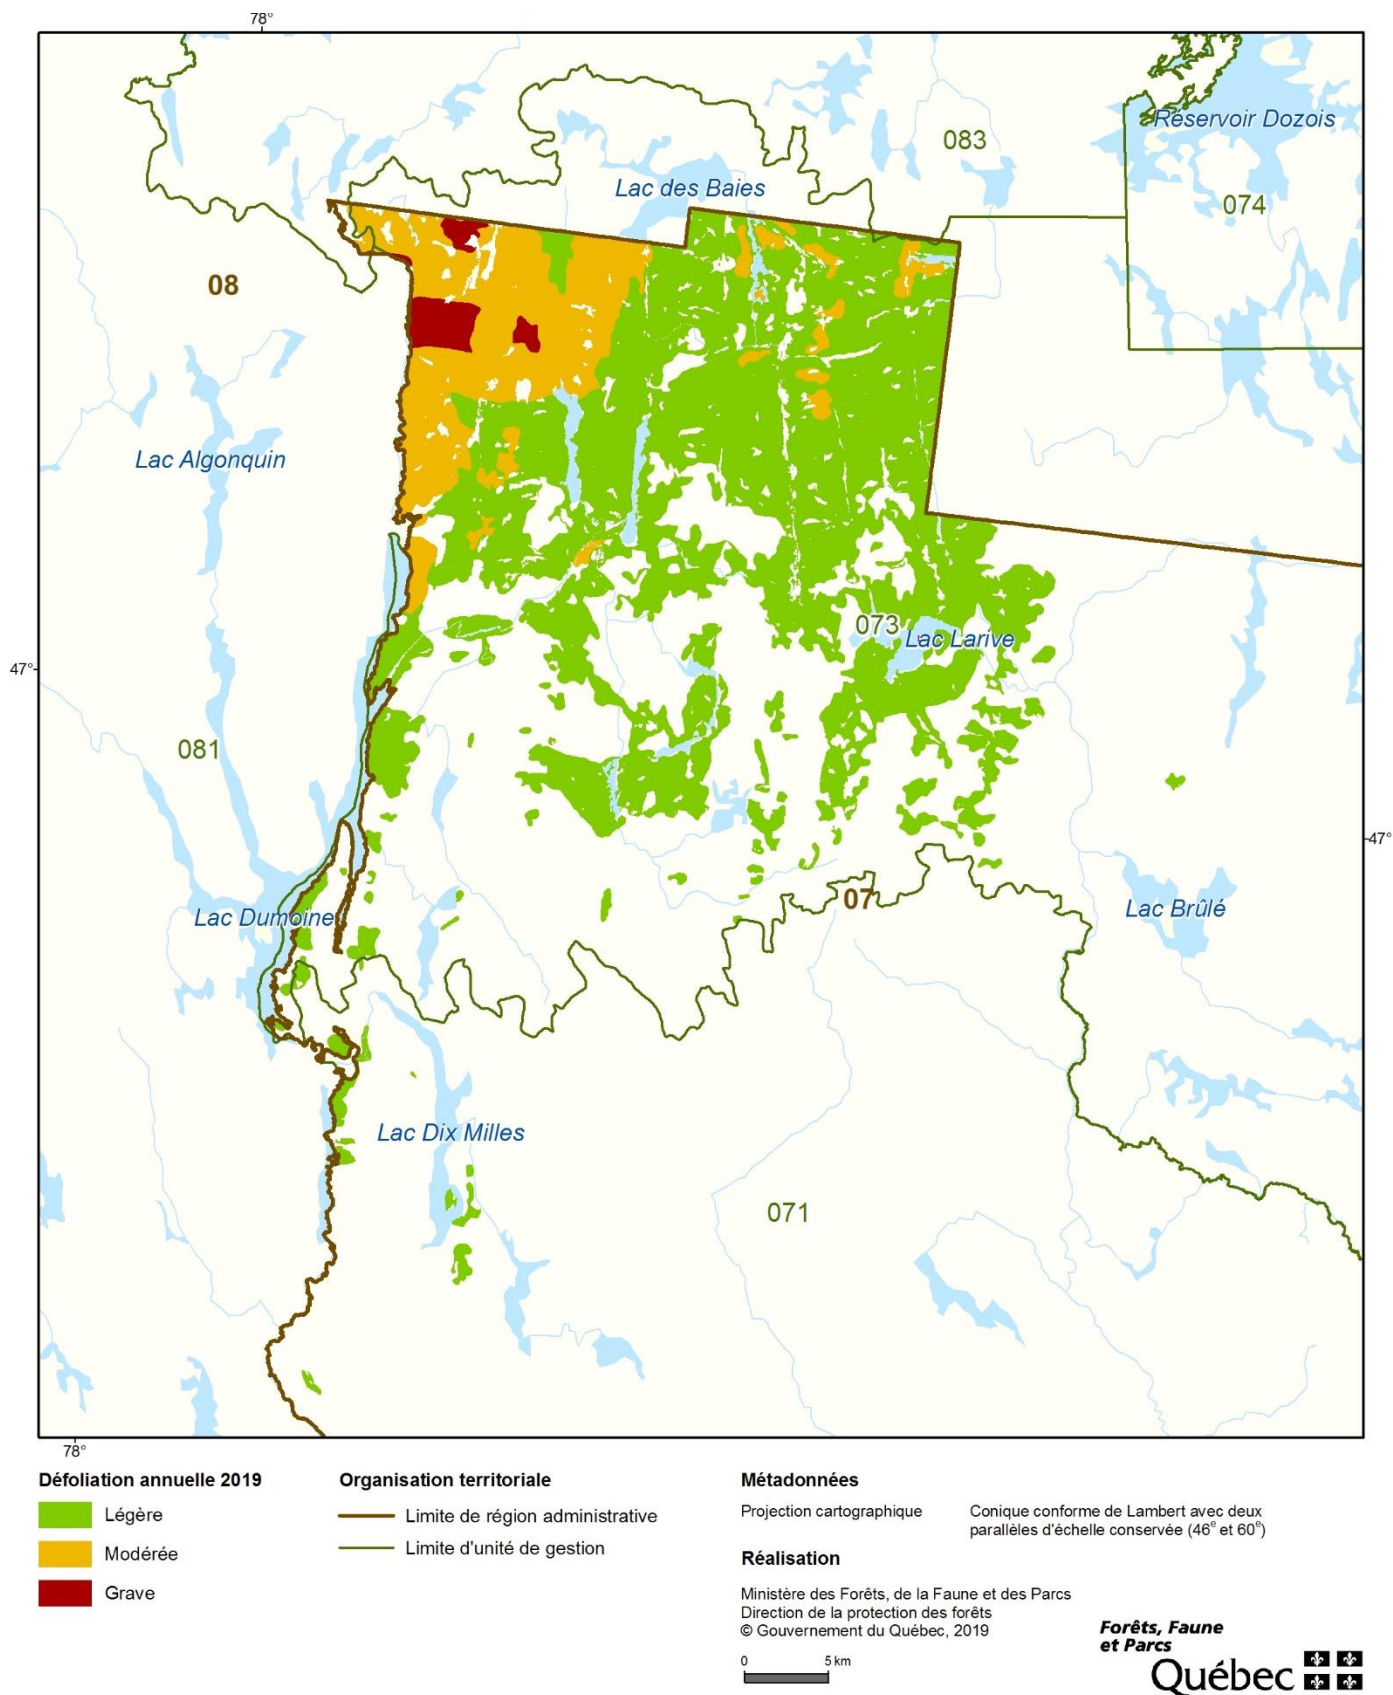 78°
Réservoir Dozois
083
Lac des Baies
074
08
Lac Algonquin
073
Lac Larive
47°
081
47°
07
Lac Brûlé
Lac Dumoine
Lac Dix Milles
071
78°
Défoliation annuelle 2019
Légère
Modérée
Grave
Organisation territoriale
Limite de région administrative
Limite d'unité de gestion
Métadonnées
Projection cartographique
Conique conforme de Lambert avec deux
parallèles d'échelle conservée (46e et 60e)
Réalisation
Ministère des Forêts, de la Faune et des Parcs
Direction de la protection des forêts
© Gouvernement du Québec, 2019
0 5 km
Forêts, Faune
et Parcs
Québec